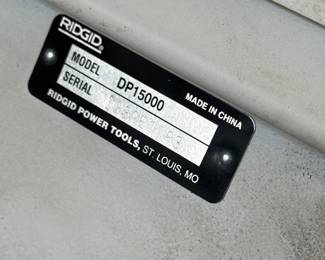 RIDGID®
MODEL DP15000
SERIAL
MADE IN CHINA
RIDGID POWER TOOLS, ST. LOUIS, MO